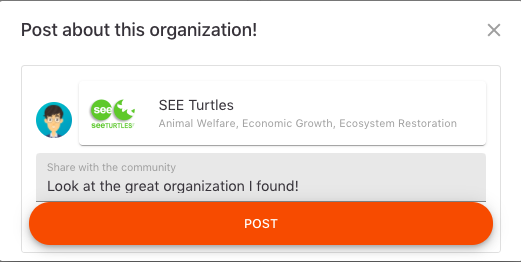 Post about this organization!
see
seeTURTLES
SEE Turtles
Animal Welfare, Economic Growth, Ecosystem Restoration
Share with the community
Look at the great organization I found!
POST